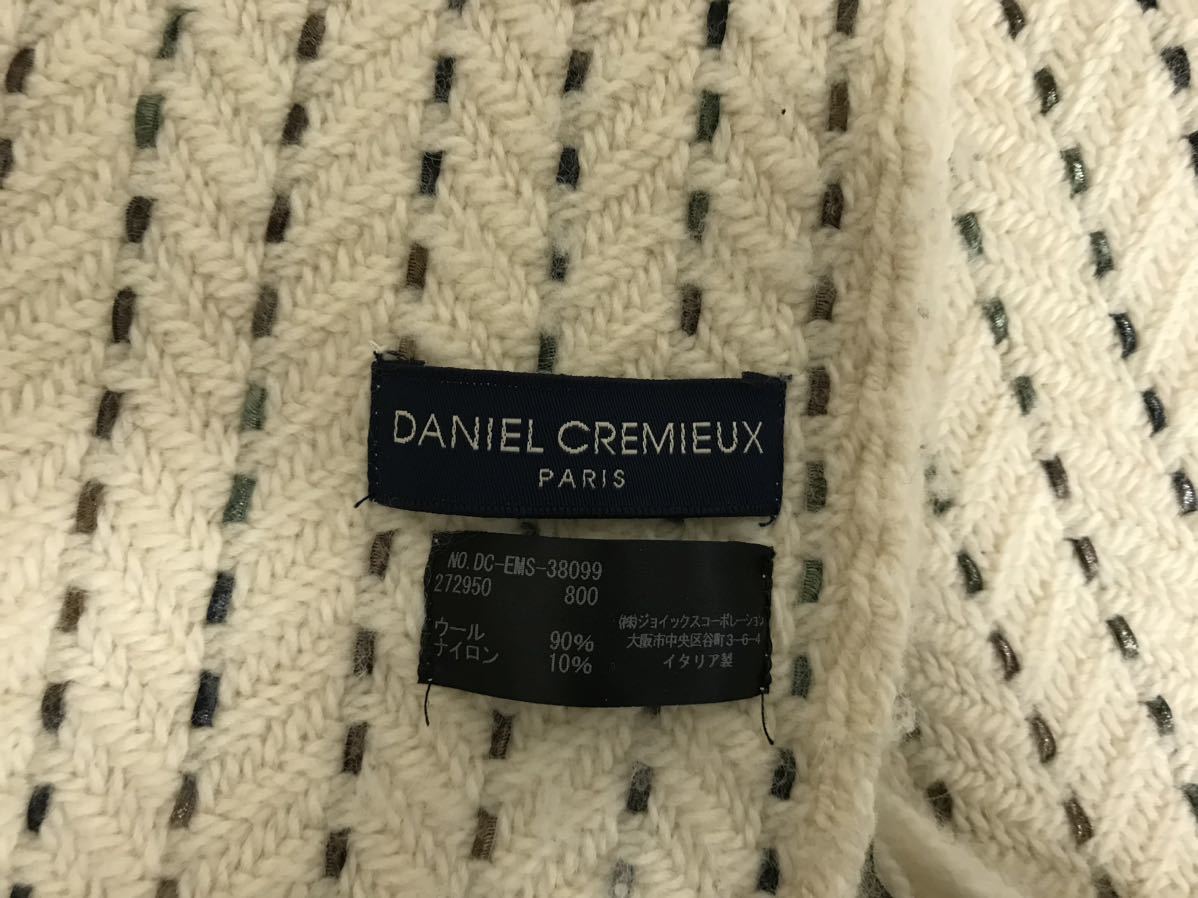 DANIEL CREMIEUX
PARIS
NO. DC-EMS-38099
272950 800
ウール 90%
ナイロン 10%
(株)ジョイックスコーポレーション
大阪市中央区谷町3-6-4
イタリア製